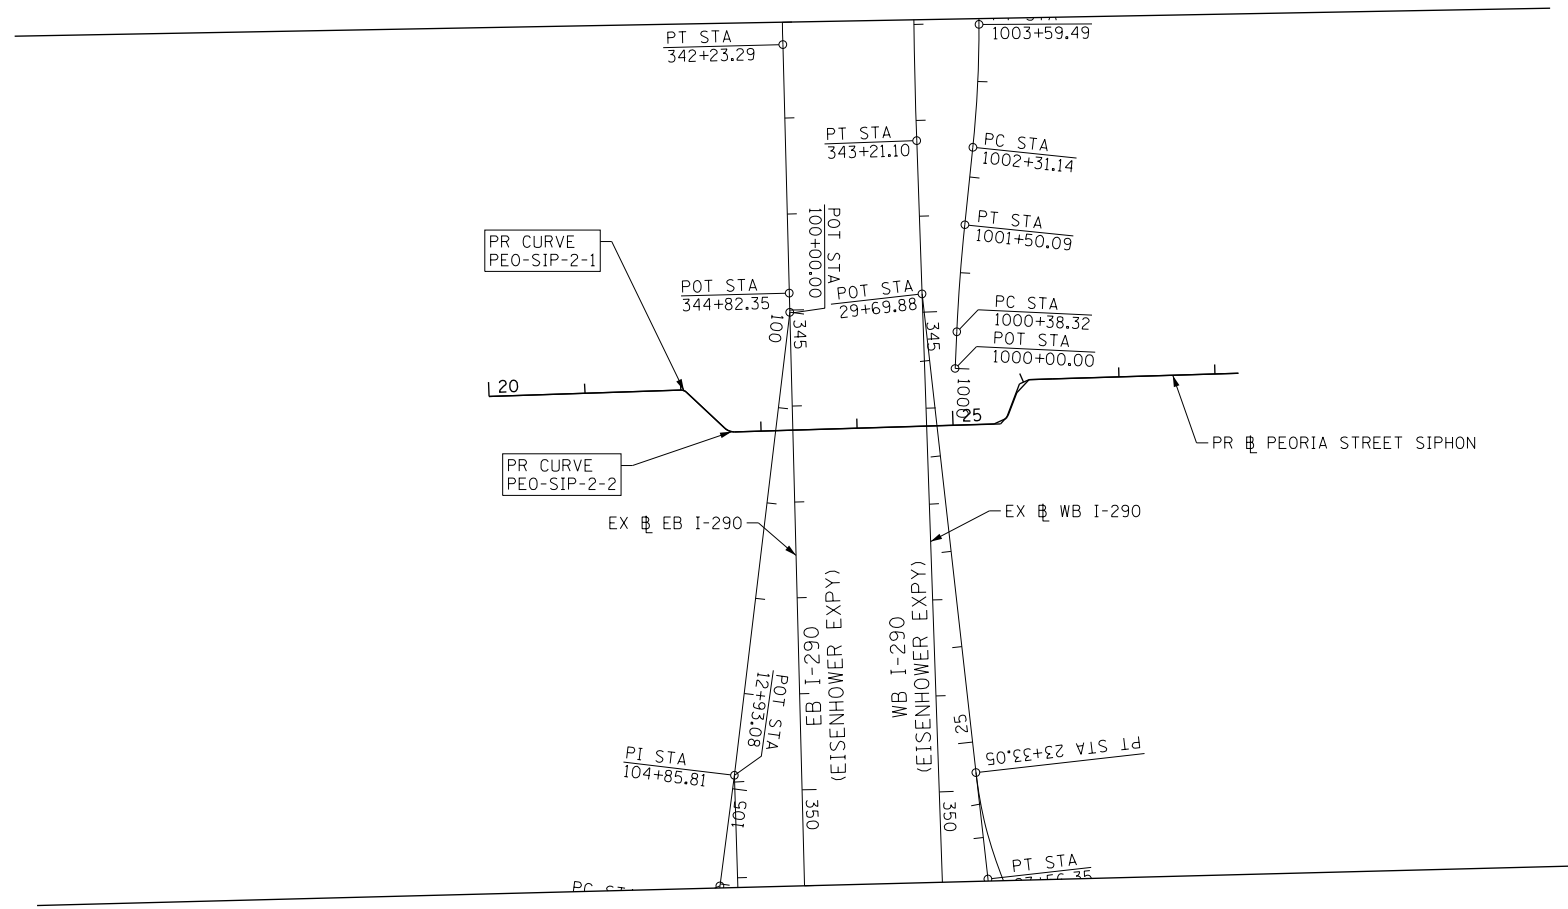 PT STA
342+23.29
1003+59.49
PT STA
343+21.10
PC STA
1002+31.14
PT STA
1001+50.09
POT STA
100+00.00
PR CURVE
PEO-SIP-2-1
POT STA
344+82.35
POT STA
29+69.88
PC STA
1000+38.32
POT STA
1000+00.00
100
345
345
1000
20
25
PR ⅊ PEORIA STREET SIPHON
PR CURVE
PEO-SIP-2-2
EX ⅊ EB I-290
EX ⅊ WB I-290
EB I-290
(EISENHOWER EXPY)
WB I-290
(EISENHOWER EXPY)
POT STA
12+93.08
PI STA
104+85.81
25
PT STA 23+33.05
105
350
350
PT STA